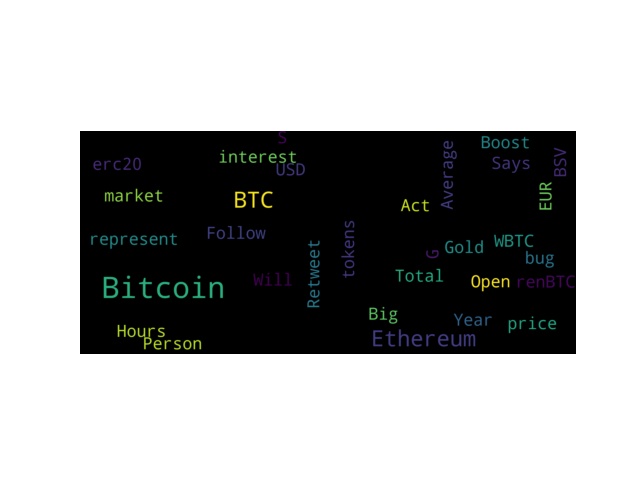 S
Boost
erc20
interest
USD
Average
Says
BSV
market
BTC
Act
EUR
represent
Follow
Retweet
tokens
G
Gold
WBTC
bug
Bitcoin
Will
Total
Open
renBTC
Hours
Person
Big
Ethereum
Year
price